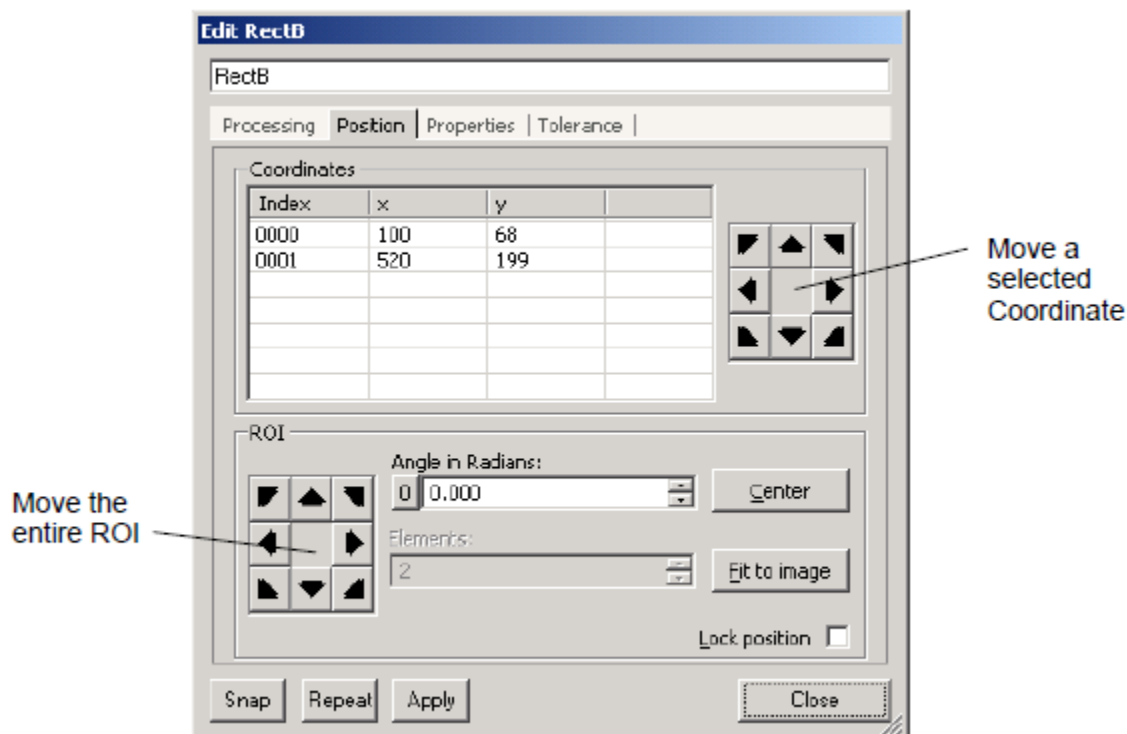 Edit RectB
RectB
Processing Position Properties Tolerance
Coordinates
Index x y
0000 100 68
0001 520 199
Move a
selected
Coordinate
ROI
Angle in Radians:
0 0.000
Center
Move the
entire ROI
Elements:
2
Fit to image
Lock position
Snap Repeat Apply Close